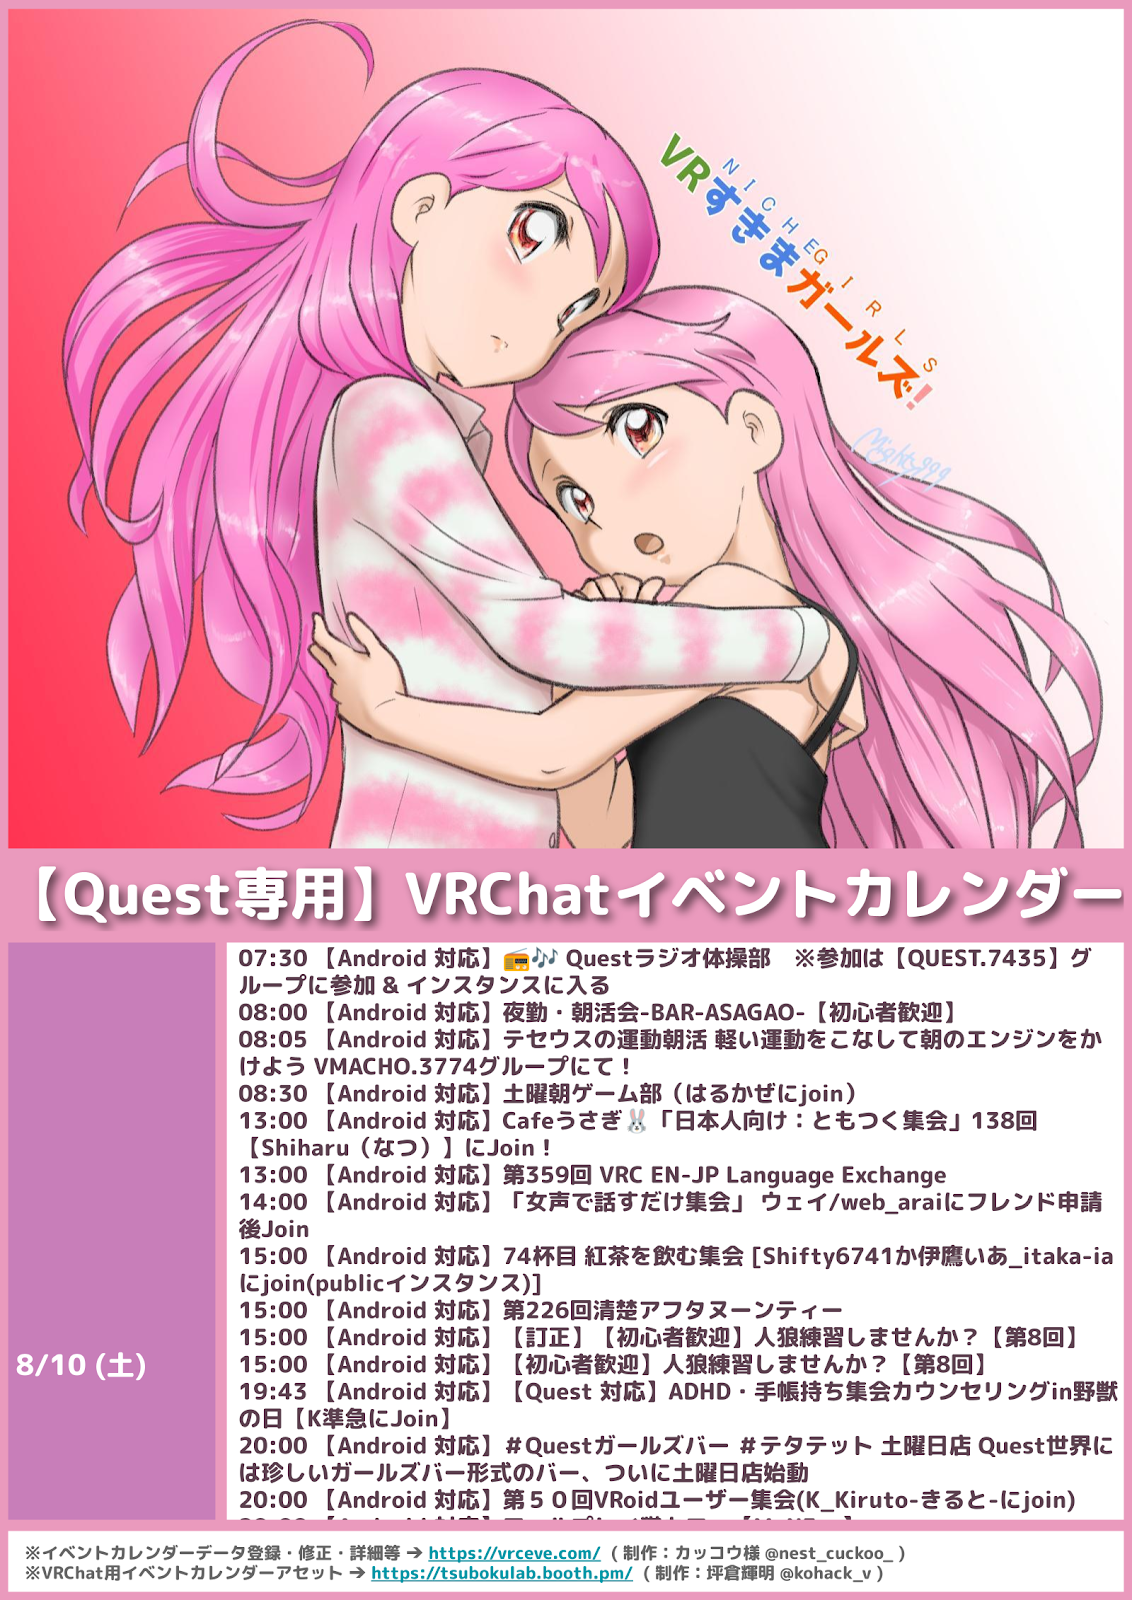 NICHE GIRLS
VRすきまガールズ!
Mighty999
【Quest専用】VRChatイベントカレンダー
8/10 (土)
07:30 【Android 対応】📻🎶 Questラジオ体操部　※参加は【QUEST.7435】グ
ループに参加 & インスタンスに入る
08:00 【Android 対応】夜勤・朝活会-BAR-ASAGAO-【初心者歓迎】
08:05 【Android 対応】テセウスの運動朝活 軽い運動をこなして朝のエンジンをか
けよう VMACHO.3774グループにて！
08:30 【Android 対応】土曜朝ゲーム部（はるかぜにjoin）
13:00 【Android 対応】Cafeうさぎ🐰「日本人向け：ともつく集会」138回
【Shiharu（なつ）】にJoin！
13:00 【Android 対応】第359回 VRC EN-JP Language Exchange
14:00 【Android 対応】「女声で話すだけ集会」 ウェイ/web_araiにフレンド申請
後Join
15:00 【Android 対応】74杯目 紅茶を飲む集会 [Shifty6741か伊鷹いあ_itaka-ia
にjoin(publicインスタンス)]
15:00 【Android 対応】第226回清楚アフタヌーンティー
15:00 【Android 対応】【訂正】【初心者歓迎】人狼練習しませんか？【第8回】
15:00 【Android 対応】【初心者歓迎】人狼練習しませんか？【第8回】
19:43 【Android 対応】【Quest 対応】ADHD・手帳持ち集会カウンセリングin野獣
の日【K準急にJoin】
20:00 【Android 対応】＃Questガールズバー ＃テタテット 土曜日店 Quest世界に
は珍しいガールズバー形式のバー、ついに土曜日店始動
20:00 【Android 対応】第５０回VRoidユーザー集会(K_Kiruto-きると-にjoin)
※イベントカレンダーデータ登録・修正・詳細等 ➔ https://vrceve.com/ ( 制作：カッコウ様 @nest_cuckoo_ )
※VRChat用イベントカレンダーアセット ➔ https://tsubokulab.booth.pm/ ( 制作：坪倉輝明 @kohack_v )